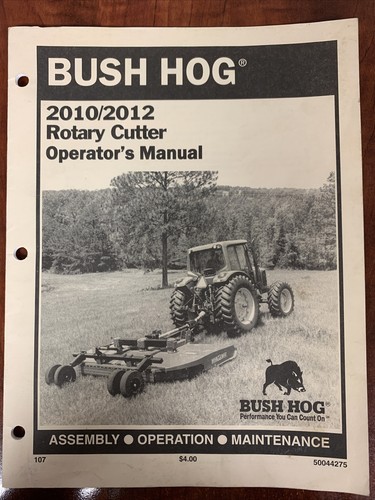 BUSH HOG®
2010/2012
Rotary Cutter
Operator's Manual
BUSH HOG®
Performance You Can Count On™
ASSEMBLY ● OPERATION ● MAINTENANCE
107 $4.00 50044275